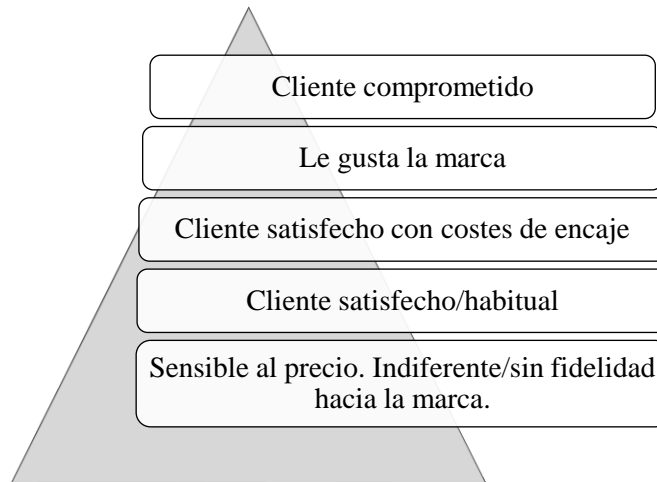 Cliente comprometido
Le gusta la marca
Cliente satisfecho con costes de encaje
Cliente satisfecho/habitual
Sensible al precio. Indiferente/sin fidelidad
hacia la marca.